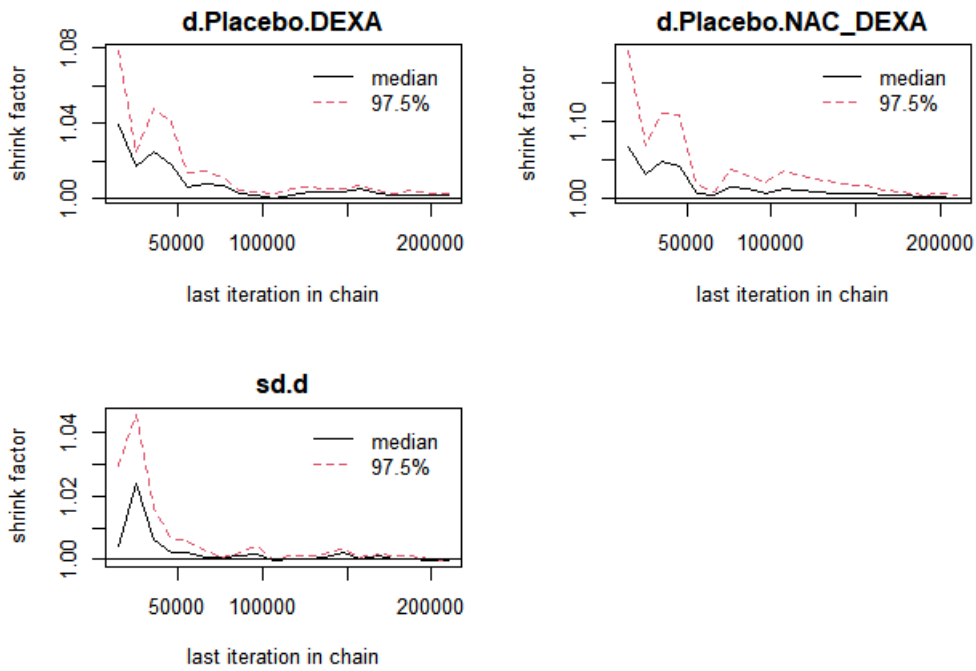 d.Placebo.DEXA
shrink factor
1.00 1.04 1.08
median
97.5%
50000 100000 200000
last iteration in chain
d.Placebo.NAC_DEXA
shrink factor
1.00 1.10
median
97.5%
50000 100000 200000
last iteration in chain
sd.d
shrink factor
1.00 1.02 1.04
median
97.5%
50000 100000 200000
last iteration in chain